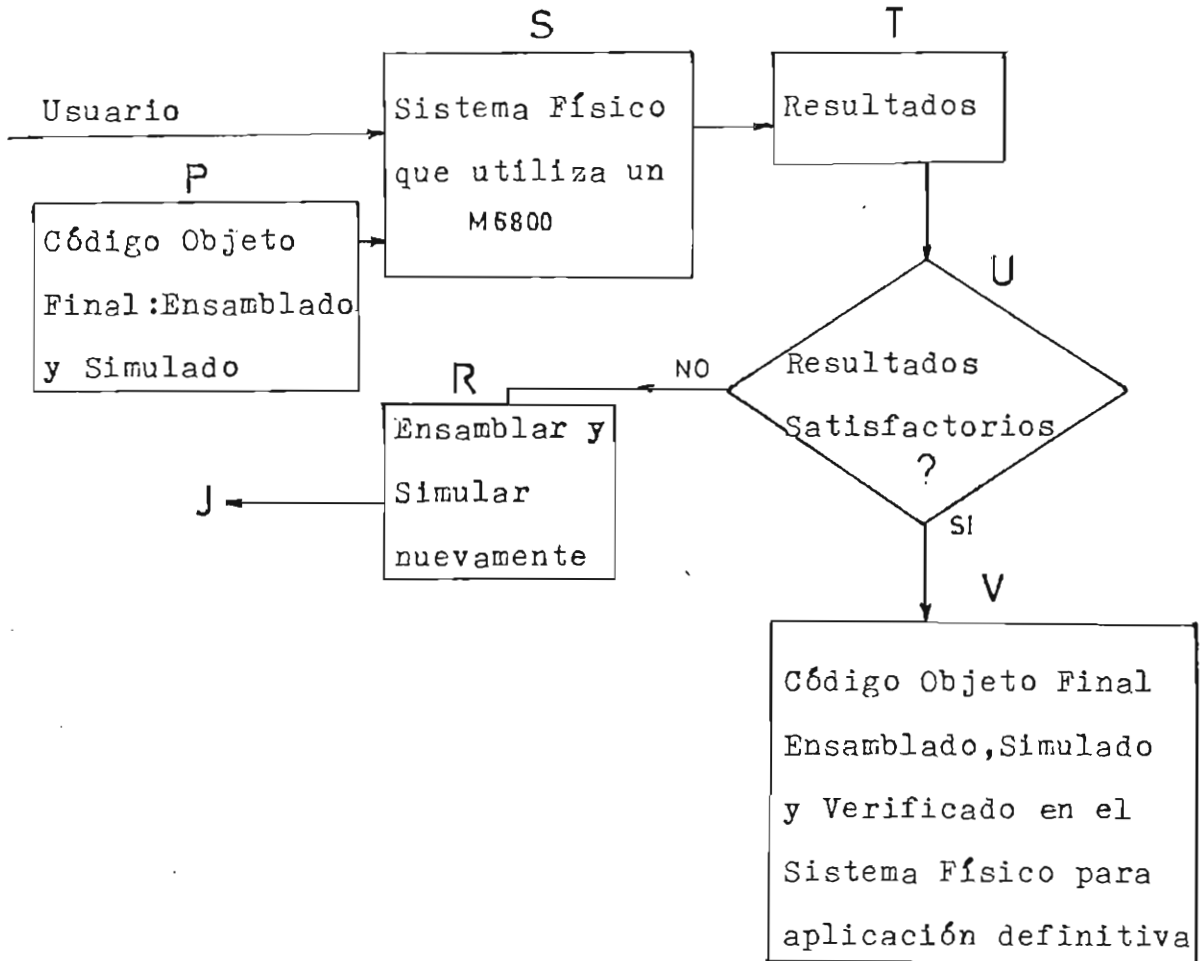 S
T
Usuario
Sistema Físico
que utiliza un
M6800
Resultados
P
Código Objeto
Final:Ensamblado
y Simulado
U
Resultados
Satisfactorios
?
NO
SI
R
Ensamblar y
Simular
nuevamente
J
V
Código Objeto Final
Ensamblado,Simulado
y Verificado en el
Sistema Físico para
aplicación definitiva